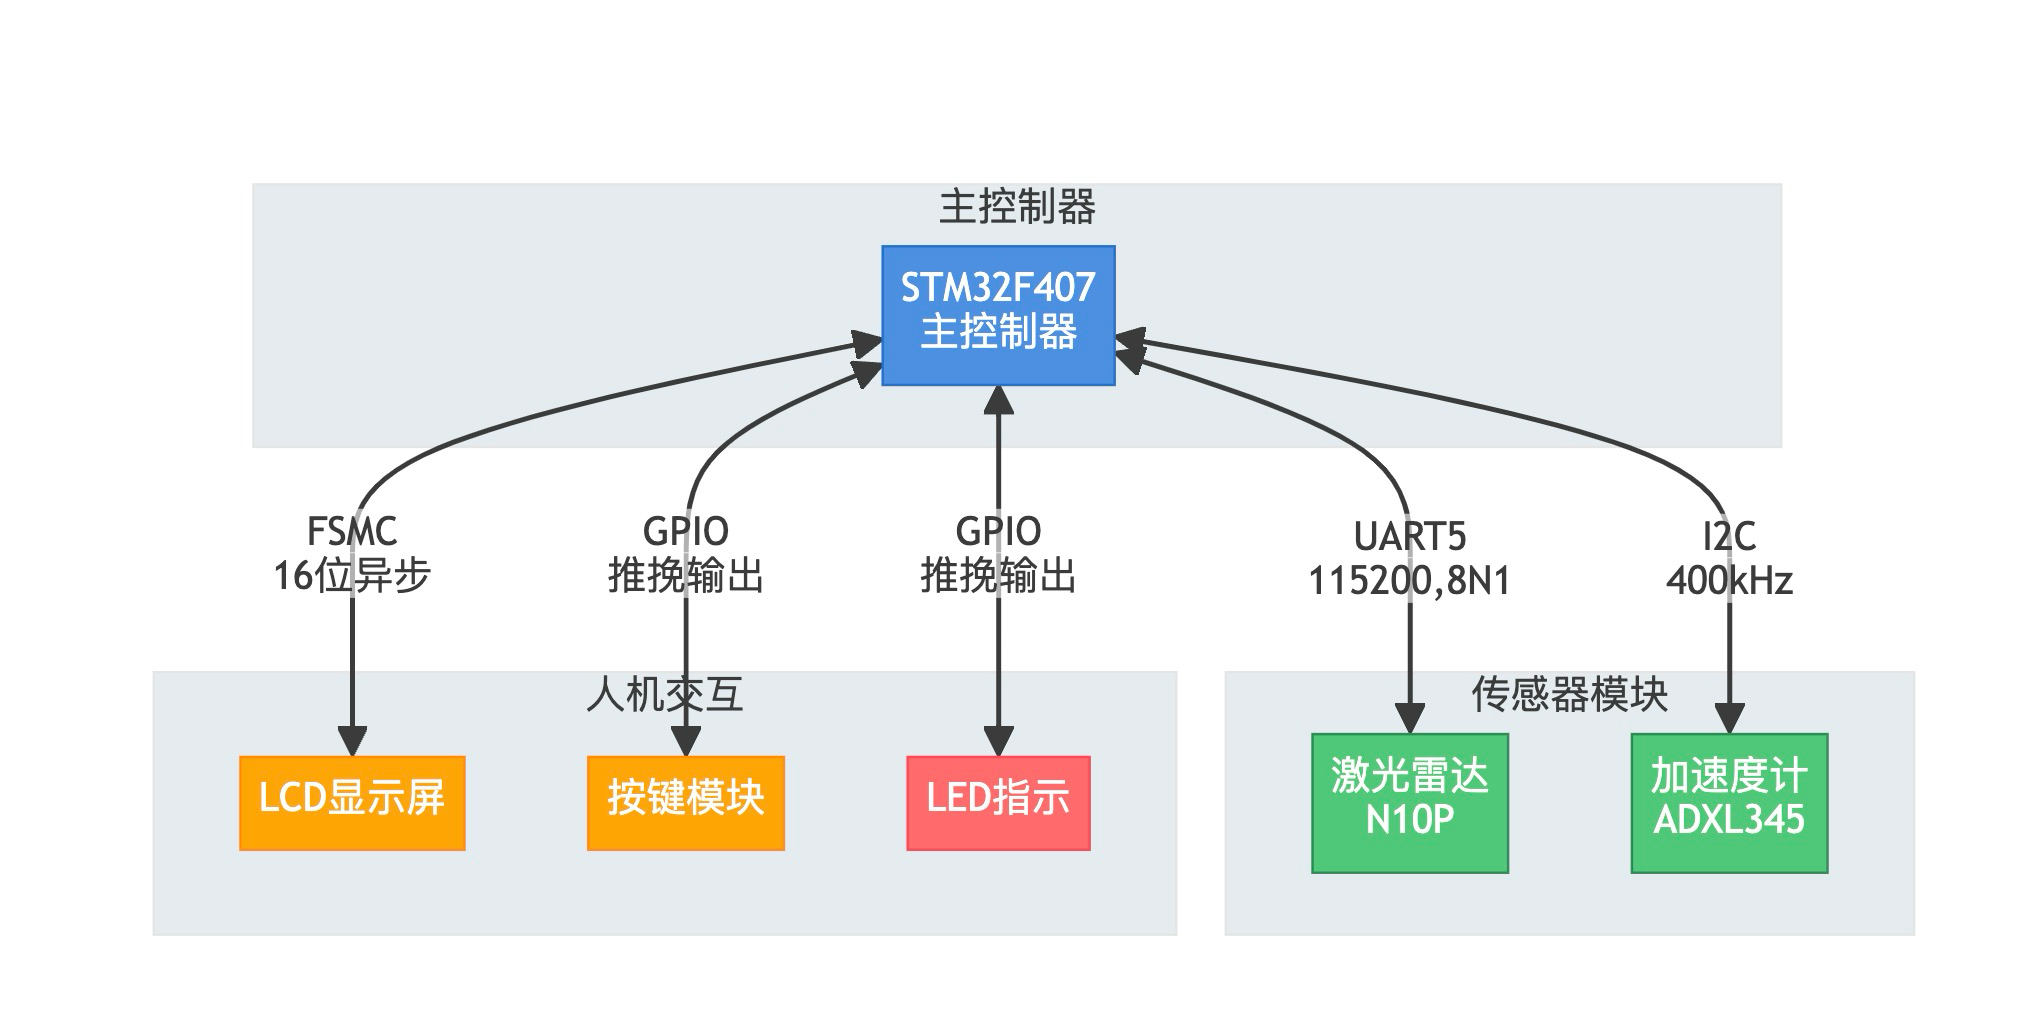 主控制器
STM32F407
主控制器
FSMC
16位异步
GPIO
推挽输出
GPIO
推挽输出
UART5
115200,8N1
I2C
400kHz
人机交互
传感器模块
LCD显示屏
按键模块
LED指示
激光雷达
N10P
加速度计
ADXL345